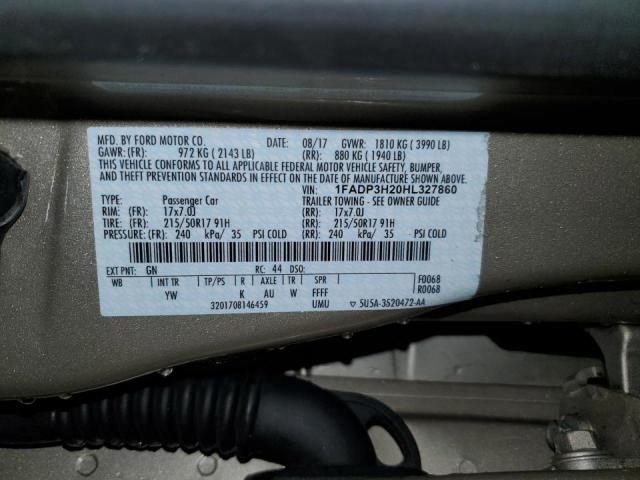 MFD. BY FORD MOTOR CO. DATE: 08/17 GVWR: 1810 KG ( 3990 LB)
GAWR: (FR): 972 KG ( 2143 LB) (RR): 880 KG ( 1940 LB)
THIS VEHICLE CONFORMS TO ALL APPLICABLE FEDERAL MOTOR VEHICLE SAFETY, BUMPER,
AND THEFT PREVENTION STANDARDS IN EFFECT ON THE DATE OF MANUFACTURE SHOWN ABOVE.
VIN: 1FADP3H20HL327860
TYPE: Passenger Car TRAILER TOWING - SEE OWNER GUIDE
RIM: (FR): 17x7.0J (RR): 17x7.0J
TIRE: (FR): 215/50R17 91H (RR): 215/50R17 91H
PRESSURE: (FR): 240 kPa/ 35 PSI COLD (RR): 240 kPa/ 35 PSI COLD
EXT PNT: GN RC: 44 DSO: F0068
WB INT TR TP/PS R AXLE TR SPR R0068
YW K AU W FFFF
3201708146459 UMU ▽ 5U5A-3520472-AA